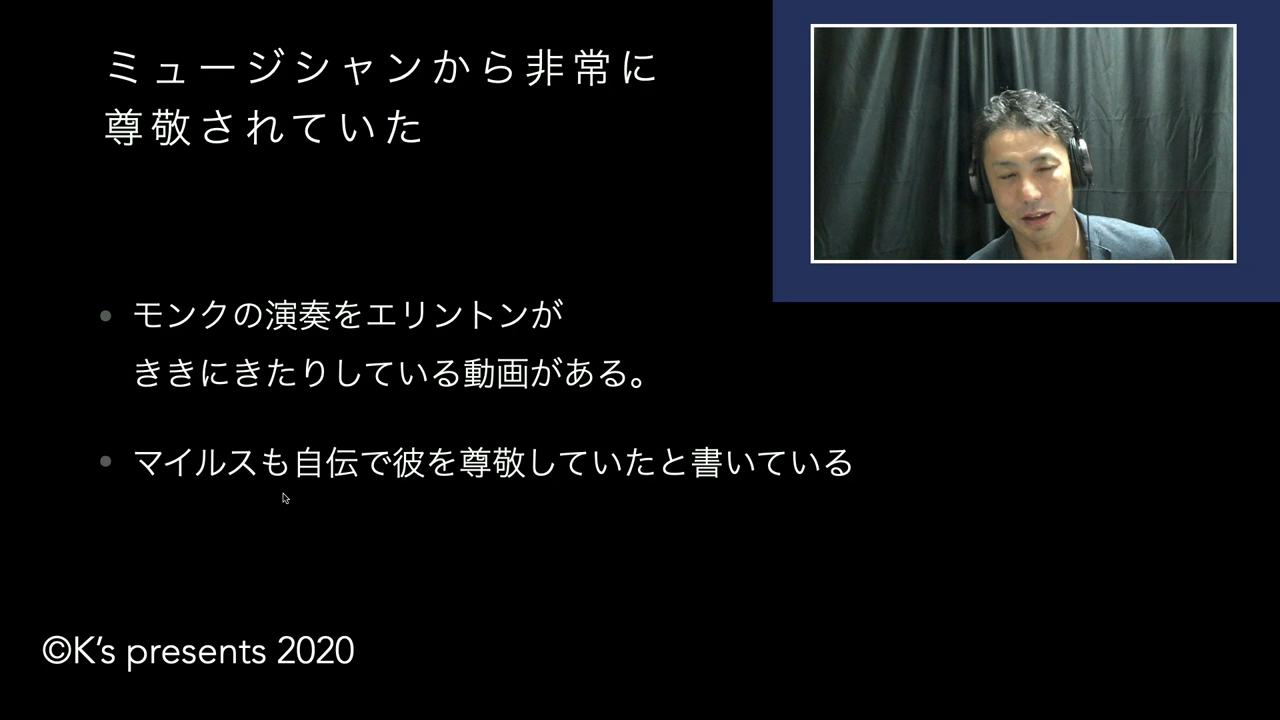 ミュージシャンから非常に
尊敬されていた
• モンクの演奏をエリントンが
ききにきたりしている動画がある。
• マイルスも自伝で彼を尊敬していたと書いている
©K’s presents 2020